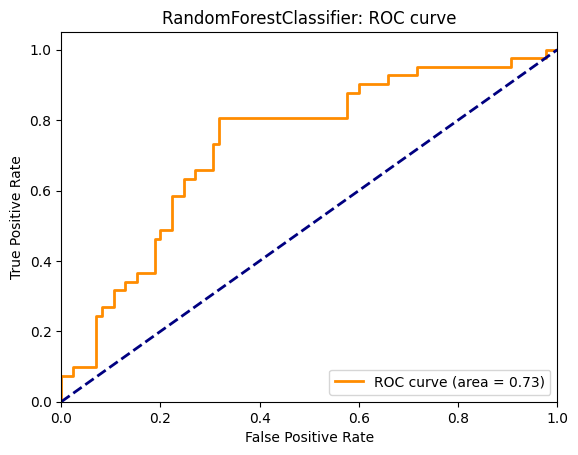 RandomForestClassifier: ROC curve
True Positive Rate
1.0
0.8
0.6
0.4
0.2
0.0
ROC curve (area = 0.73)
0.0 0.2 0.4 0.6 0.8 1.0
False Positive Rate